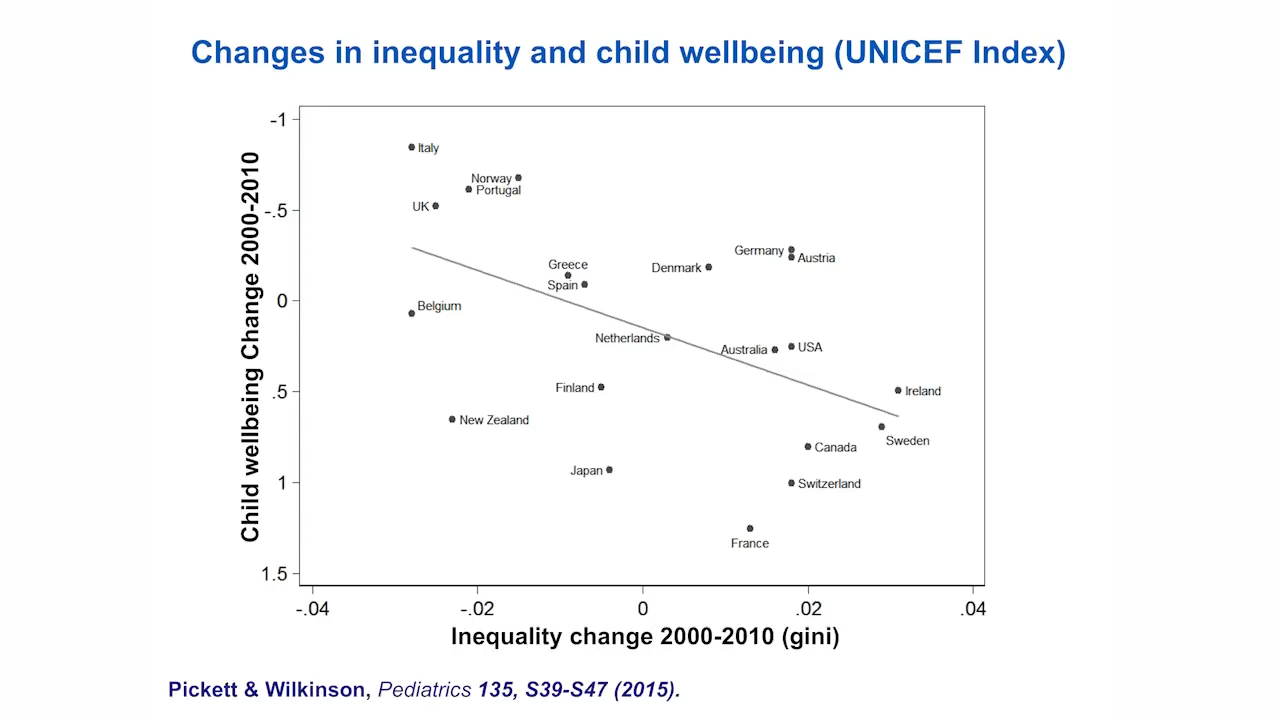 Changes in inequality and child wellbeing (UNICEF Index)
Child wellbeing Change 2000-2010
-1
-.5
0
.5
1
1.5
Italy
Norway
Portugal
UK
Germany
Austria
Greece
Denmark
Spain
Belgium
Netherlands
Australia
USA
Finland
Ireland
New Zealand
Sweden
Canada
Japan
Switzerland
France
-.04
-.02
0
.02
.04
Inequality change 2000-2010 (gini)
Pickett & Wilkinson, Pediatrics 135, S39-S47 (2015).